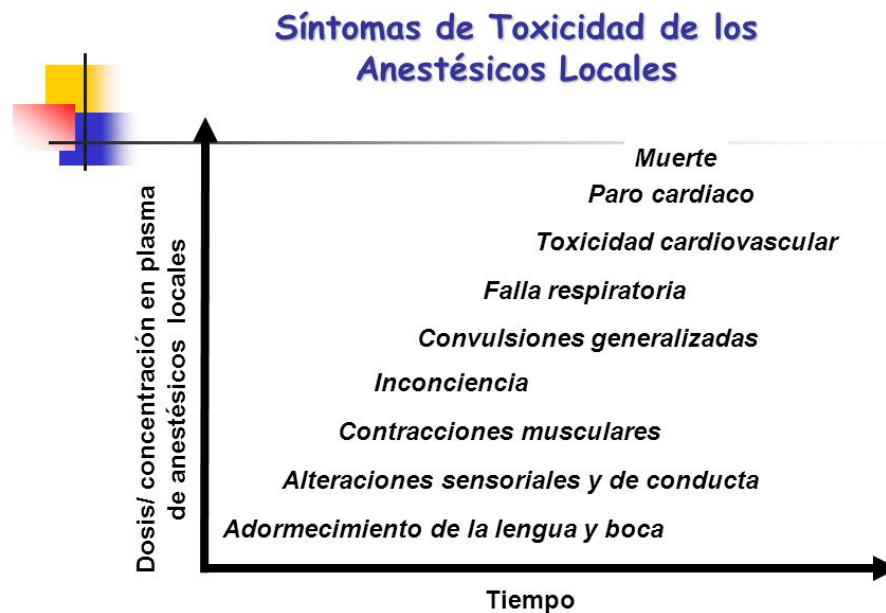 Síntomas de Toxicidad de los
Anestésicos Locales
Muerte
Paro cardiaco
Toxicidad cardiovascular
Falla respiratoria
Convulsiones generalizadas
Inconciencia
Contracciones musculares
Alteraciones sensoriales y de conducta
Adormecimiento de la lengua y boca
Dosis/ concentración en plasma
de anestésicos locales
Tiempo